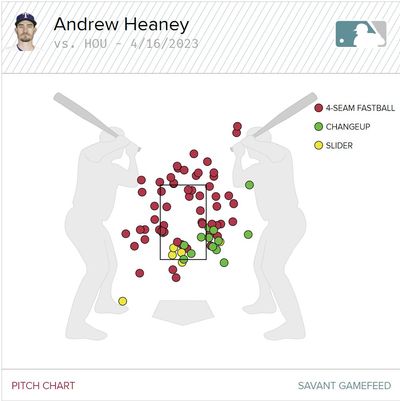 Andrew Heaney
vs. HOU - 4/16/2023
4-SEAM FASTBALL
CHANGEUP
SLIDER
PITCH CHART
SAVANT GAMEFEED